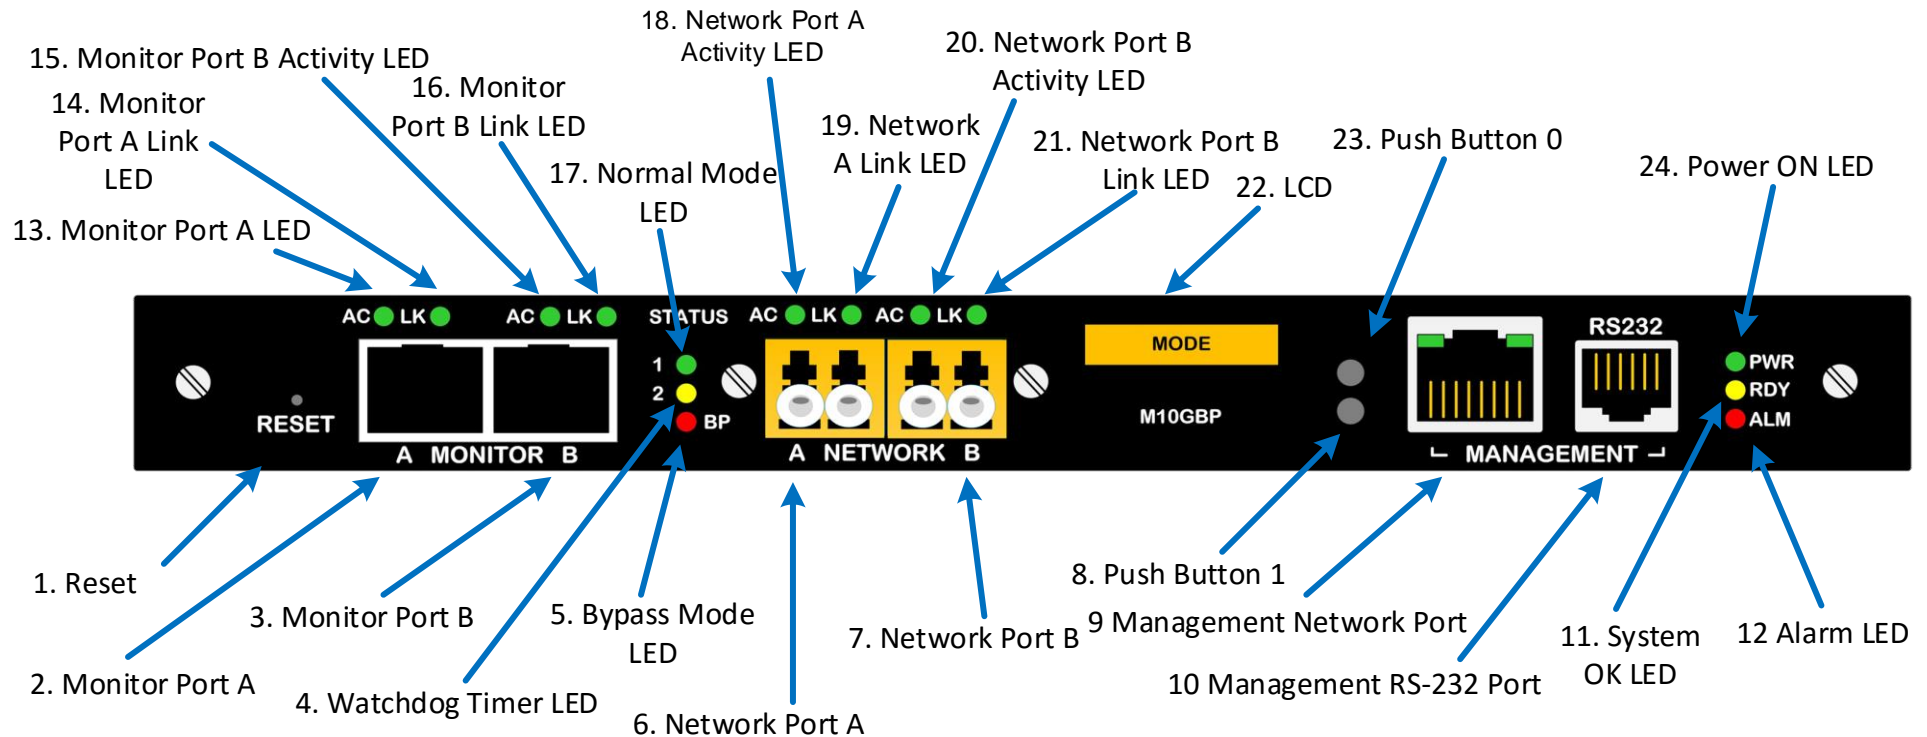 18. Network Port A
Activity LED
20. Network Port B
Activity LED
15. Monitor Port B Activity LED
16. Monitor
Port B Link LED
14. Monitor
Port A Link
LED
19. Network
A Link LED
21. Network Port B
Link LED
23. Push Button 0
17. Normal Mode
LED
22. LCD
24. Power ON LED
13. Monitor Port A LED
AC LK AC LK STATUS AC LK AC LK
1
2
BP
RESET
A MONITOR B
A NETWORK B
MODE
M10GBP
RS232
MANAGEMENT
PWR
RDY
ALM
1. Reset
2. Monitor Port A
3. Monitor Port B
4. Watchdog Timer LED
5. Bypass Mode
LED
6. Network Port A
7. Network Port B
8. Push Button 1
9 Management Network Port
10 Management RS-232 Port
11. System
OK LED
12 Alarm LED